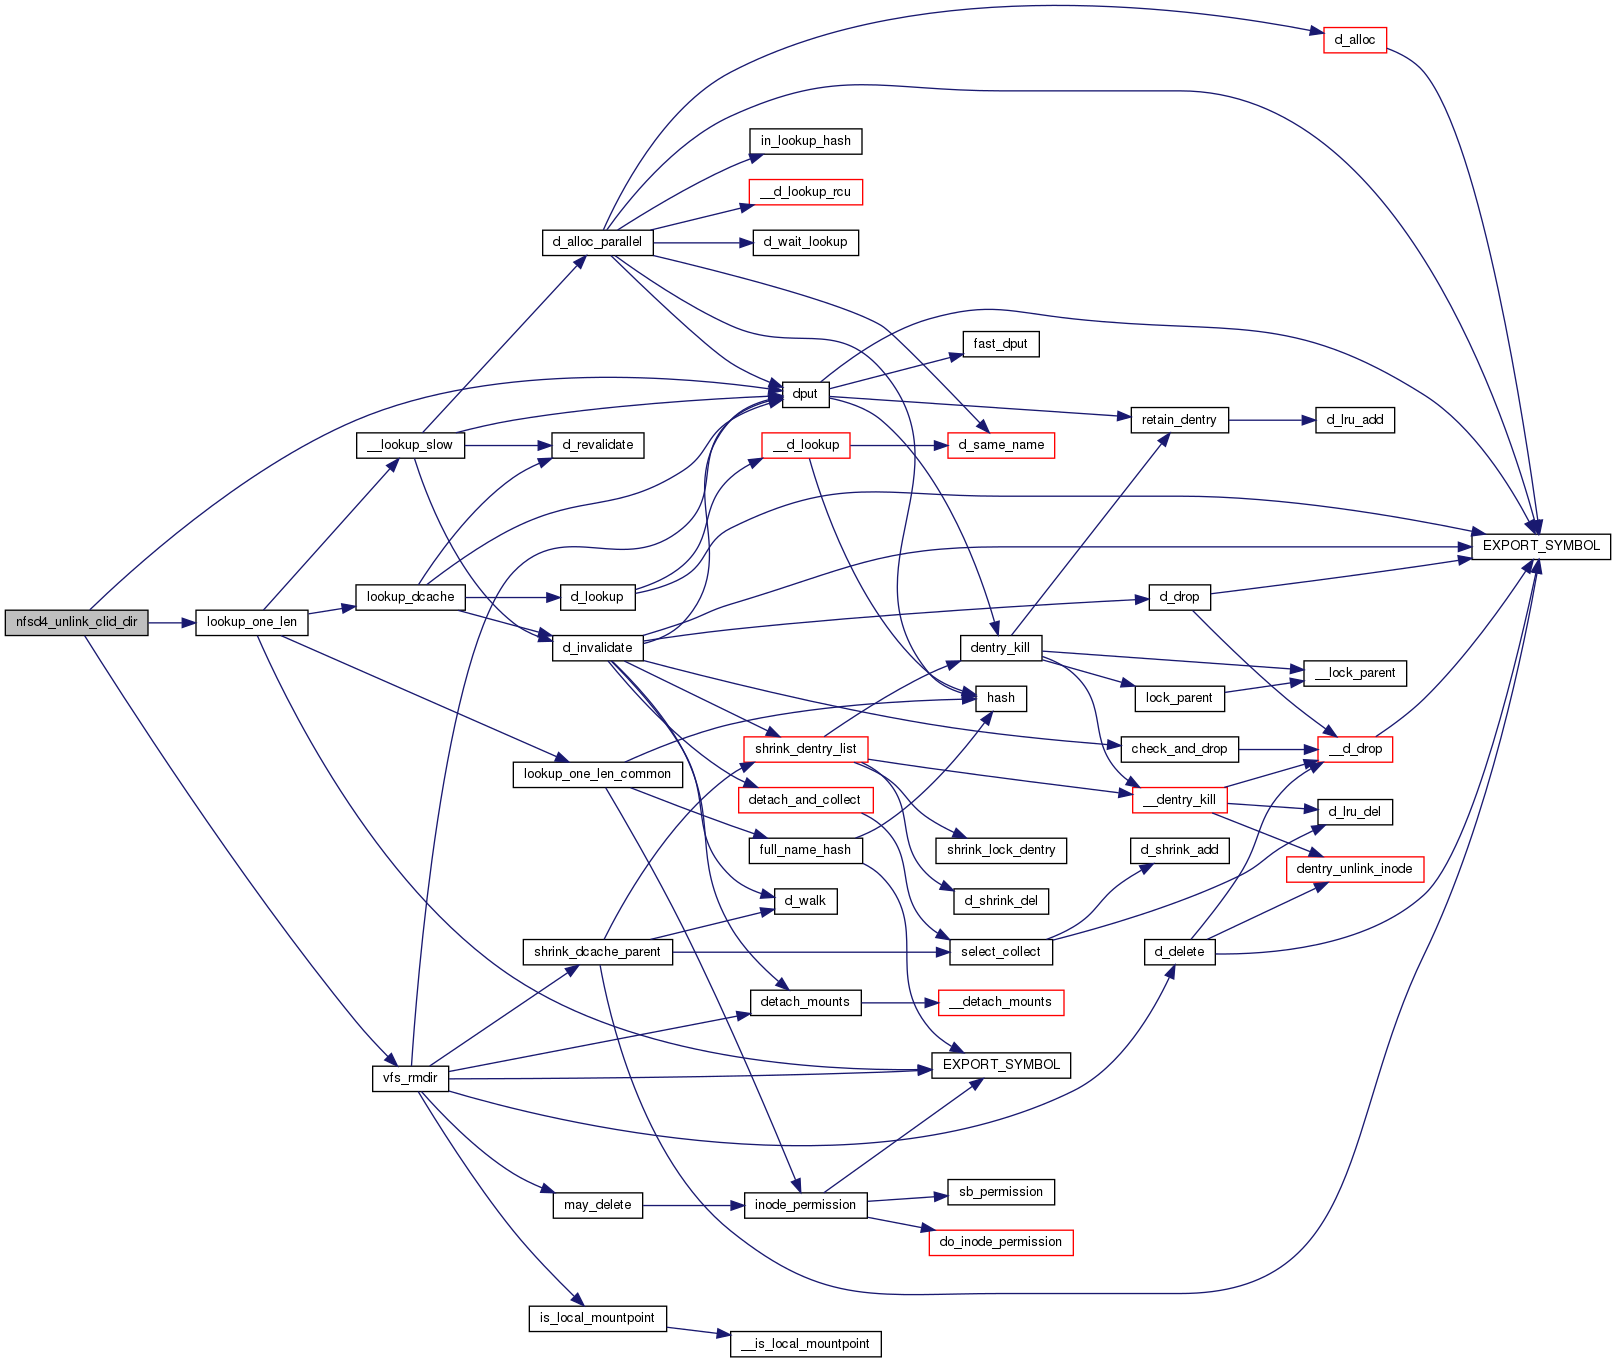 d_alloc
in_lookup_hash
__d_lookup_rcu
d_alloc_parallel
d_wait_lookup
fast_dput
dput
retain_dentry
d_lru_add
__lookup_slow
d_revalidate
__d_lookup
d_same_name
EXPORT_SYMBOL
lookup_dcache
d_lookup
d_drop
nfsd4_unlink_clid_dir
lookup_one_len
d_invalidate
dentry_kill
__lock_parent
hash
lock_parent
shrink_dentry_list
check_and_drop
__d_drop
lookup_one_len_common
detach_and_collect
__dentry_kill
d_lru_del
full_name_hash
shrink_lock_dentry
d_shrink_add
dentry_unlink_inode
d_walk
d_shrink_del
shrink_dcache_parent
select_collect
d_delete
detach_mounts
__detach_mounts
vfs_rmdir
EXPORT_SYMBOL
may_delete
inode_permission
sb_permission
do_inode_permission
is_local_mountpoint
__is_local_mountpoint